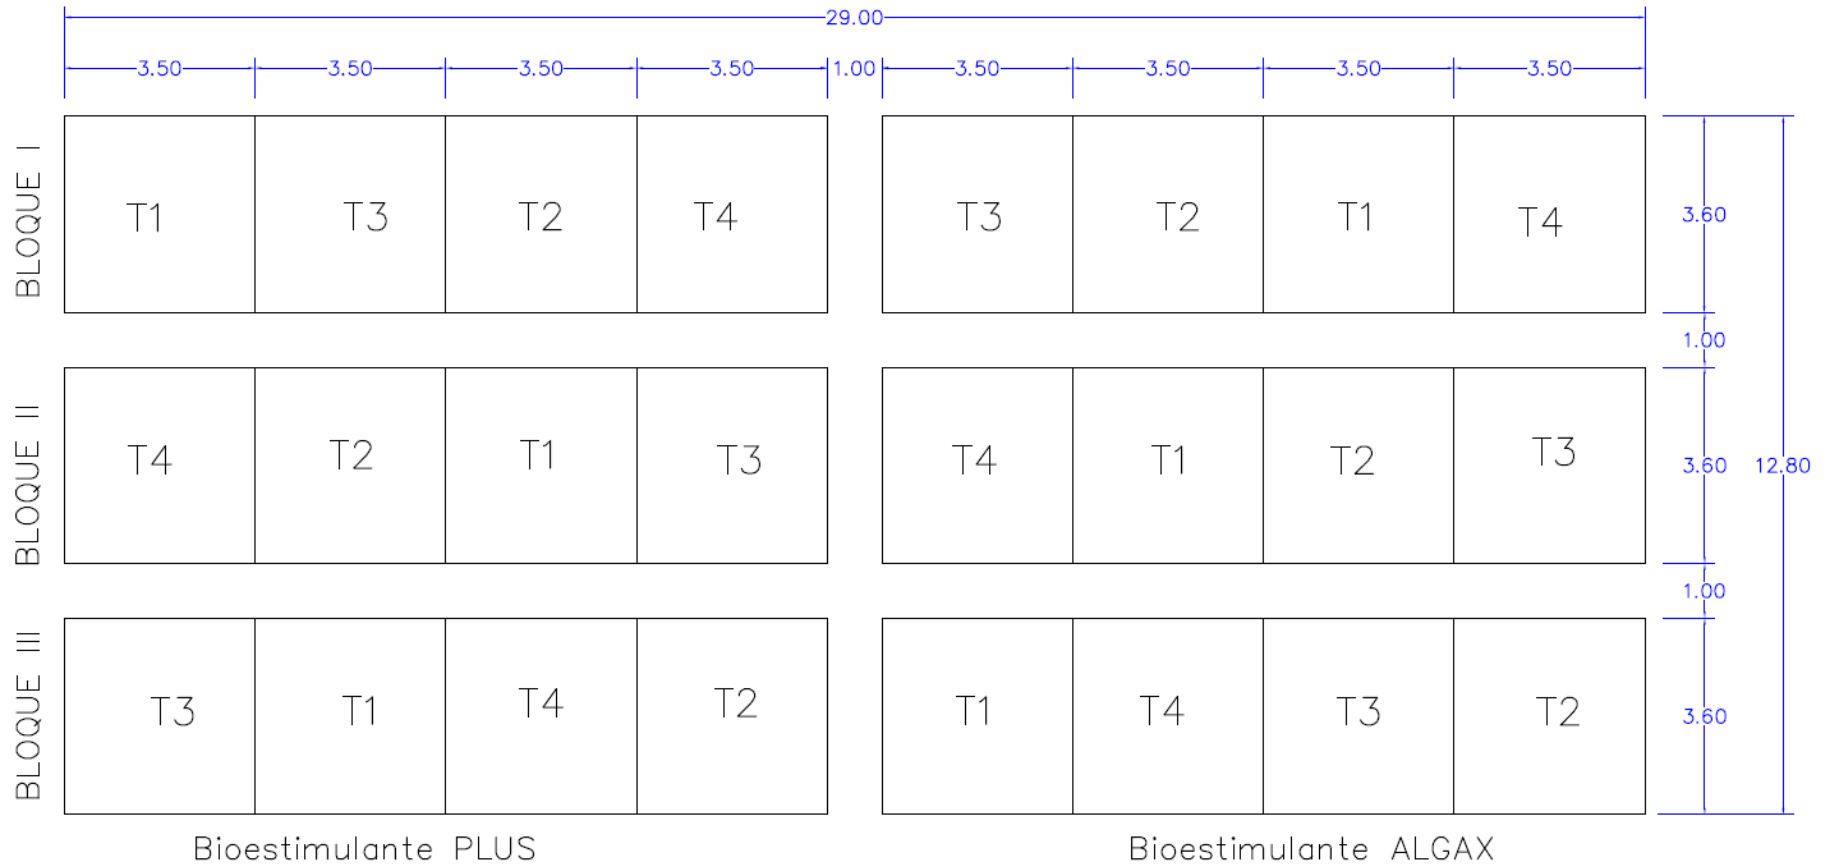 29.00
3.50 3.50 3.50 3.50 1.00 3.50 3.50 3.50 3.50
BLOQUE I
T1 T3 T2 T4 T3 T2 T1 T4
3.60
1.00
BLOQUE II
T4 T2 T1 T3 T4 T1 T2 T3
3.60 12.80
1.00
BLOQUE III
T3 T1 T4 T2 T1 T4 T3 T2
3.60
Bioestimulante PLUS Bioestimulante ALGAX